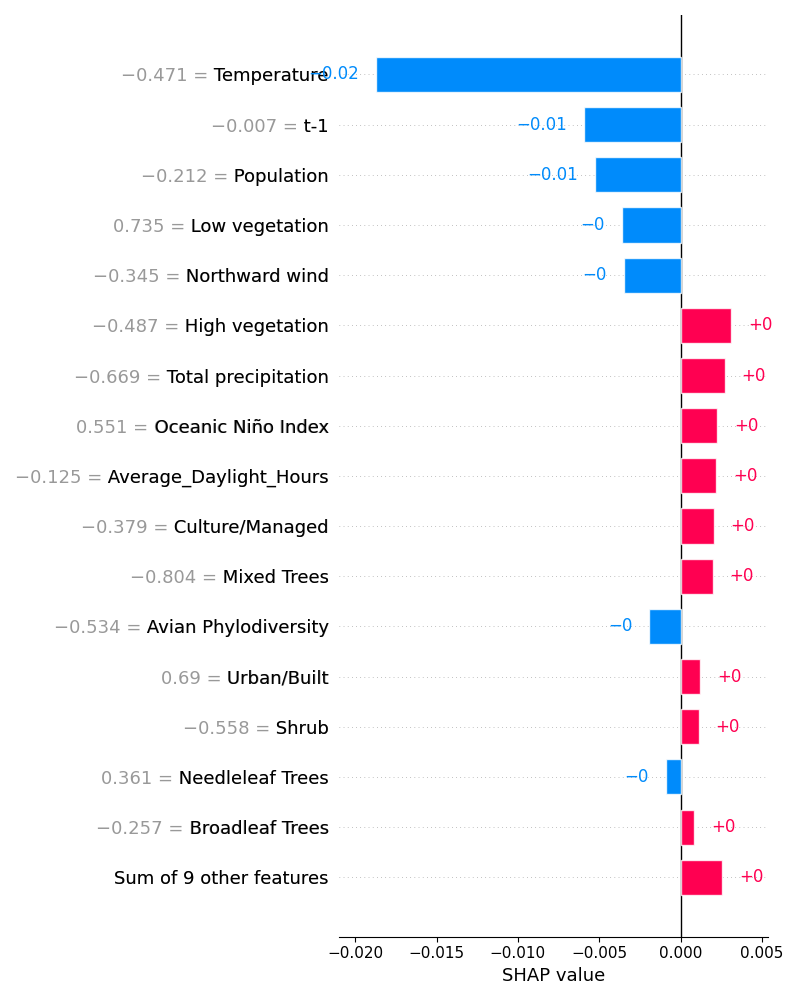 −0.471 = Temperature −0.02
−0.007 = t-1 −0.01
−0.212 = Population −0.01
0.735 = Low vegetation −0
−0.345 = Northward wind −0
−0.487 = High vegetation +0
−0.669 = Total precipitation +0
0.551 = Oceanic Niño Index +0
−0.125 = Average_Daylight_Hours +0
−0.379 = Culture/Managed +0
−0.804 = Mixed Trees +0
−0.534 = Avian Phylodiversity −0
0.69 = Urban/Built +0
−0.558 = Shrub +0
0.361 = Needleleaf Trees −0
−0.257 = Broadleaf Trees +0
Sum of 9 other features +0
−0.020 −0.015 −0.010 −0.005 0.000 0.005
SHAP value